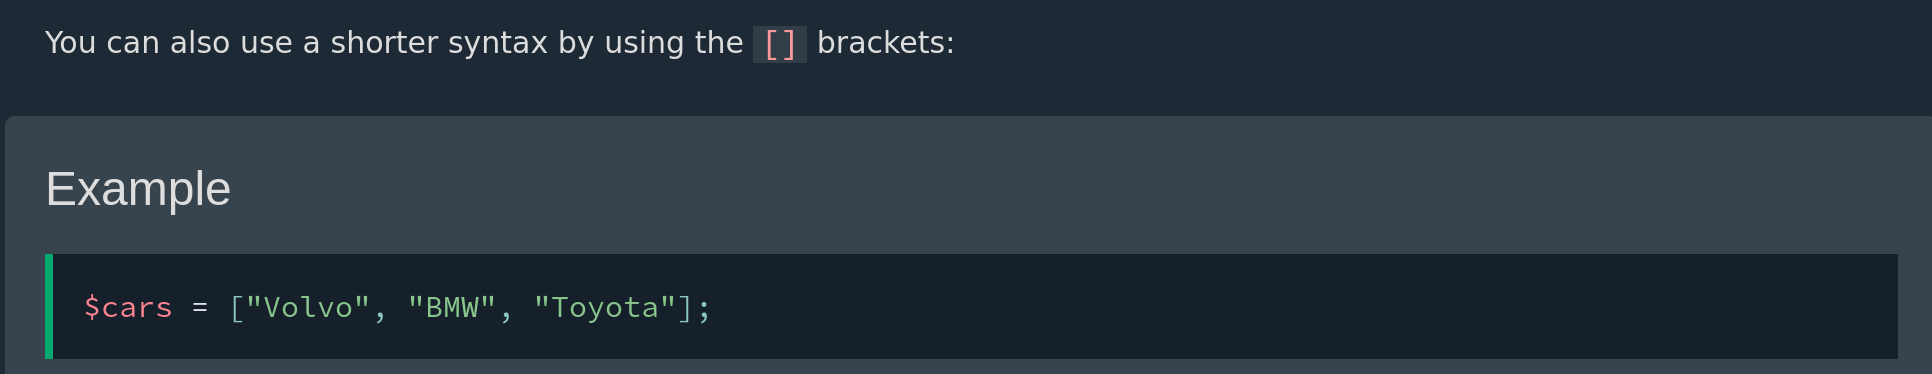 You can also use a shorter syntax by using the [] brackets:
Example
$cars = ["Volvo", "BMW", "Toyota"];